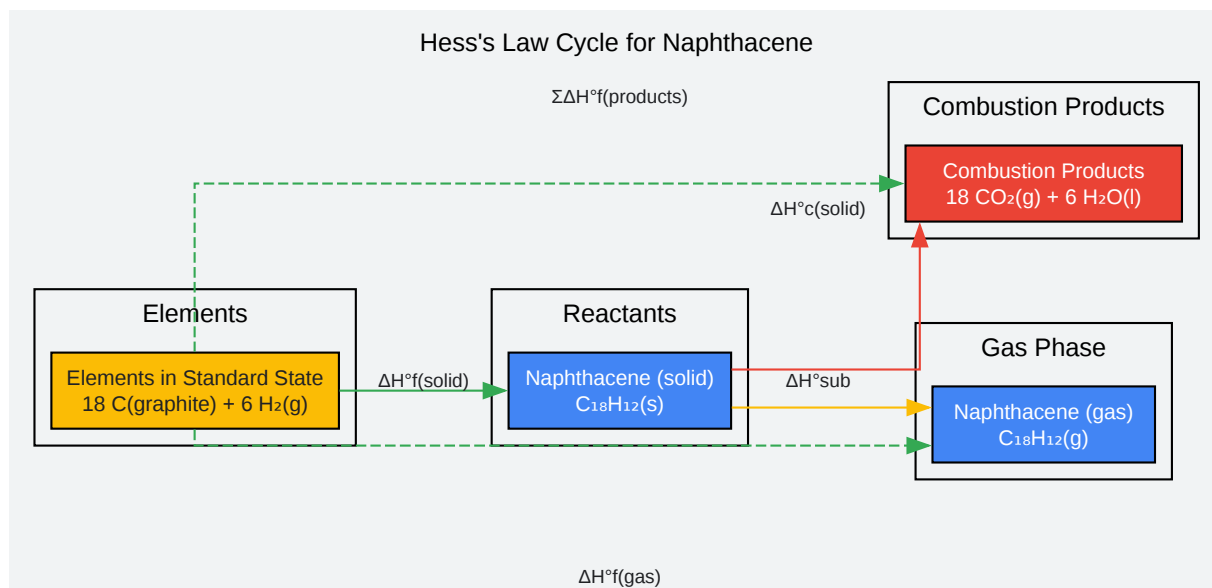 Hess's Law Cycle for Naphthacene
ΣΔH°f(products)
Combustion Products
Combustion Products
18 CO₂(g) + 6 H₂O(l)
ΔH°c(solid)
Elements
Elements in Standard State
18 C(graphite) + 6 H₂(g)
ΔH°f(solid)
Reactants
Naphthacene (solid)
C₁₈H₁₂(s)
ΔH°sub
Gas Phase
Naphthacene (gas)
C₁₈H₁₂(g)
ΔH°f(gas)